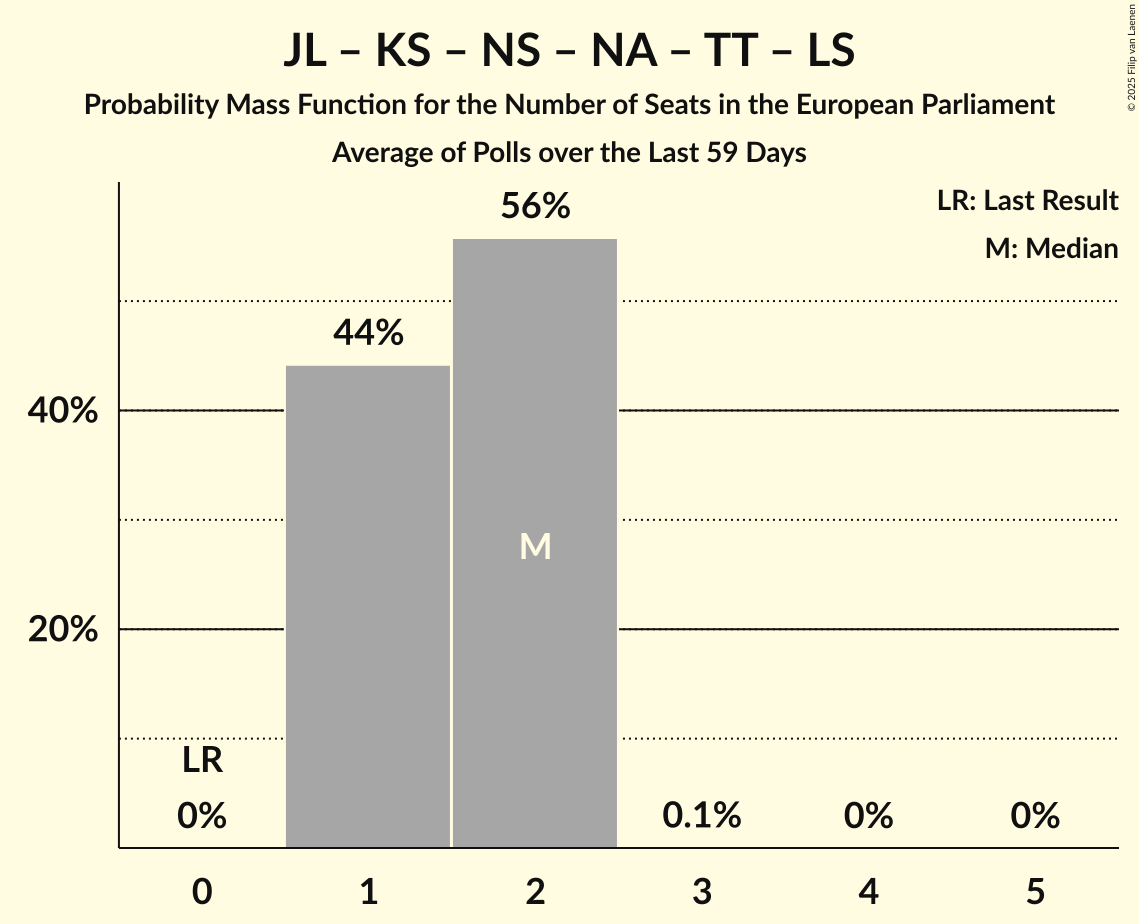 JL – KS – NS – NA – TT – LS
Probability Mass Function for the Number of Seats in the European Parliament
Average of Polls over the Last 59 Days
© 2025 Filip van Laenen
LR: Last Result
M: Median
56%
44%
40%
M
20%
LR
0%
0.1%
0%
0%
0
1
2
3
4
5